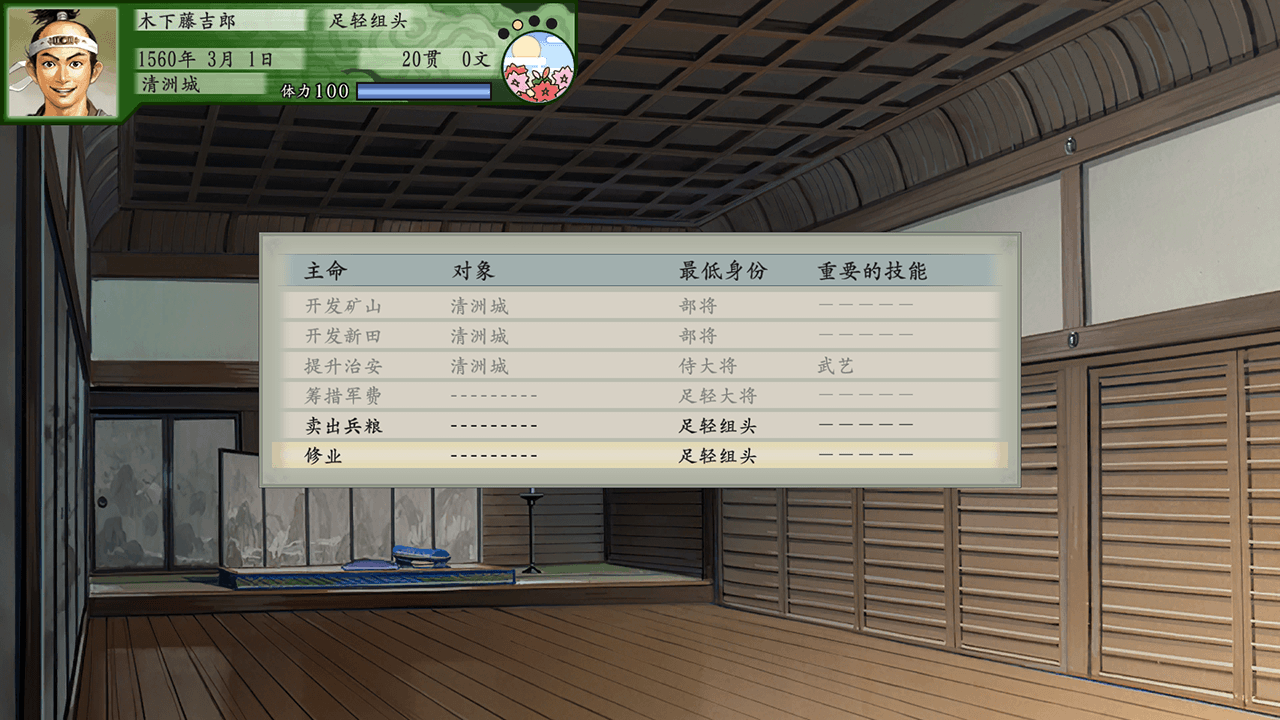 木下藤吉郎 足轻组头
1560年 3月 1日 20贯 0文
清洲城 体力100
主命 对象 最低身份 重要的技能
开发矿山 清洲城 部将 －－－－－
开发新田 清洲城 部将 －－－－－
提升治安 清洲城 侍大将 武艺
筹措军费 --------- 足轻大将 －－－－－
卖出兵粮 --------- 足轻组头 －－－－－
修业 --------- 足轻组头 －－－－－